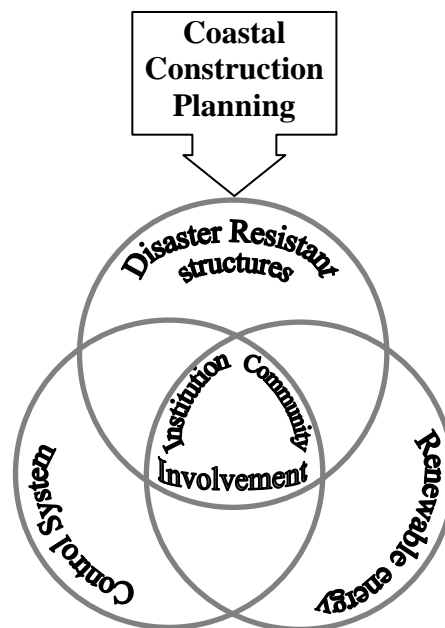 Coastal
Construction
Planning
Disaster Resistant
structures
Institution
Community
Involvement
Control System
Renewable energy